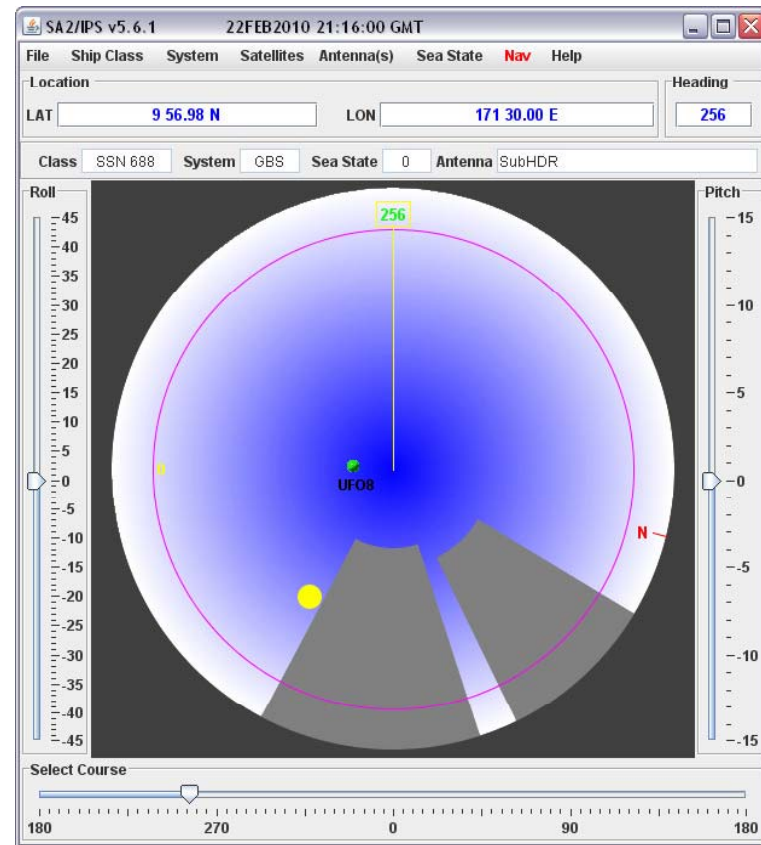 SA2/IPS v5.6.1 22FEB2010 21:16:00 GMT
File Ship Class System Satellites Antenna(s) Sea State Nav Help
Location Heading
LAT 9 56.98 N LON 171 30.00 E 256
Class SSN 688 System GBS Sea State 0 Antenna SubHDR
Roll
45
40
35
30
25
20
15
10
5
0
-5
-10
-15
-20
-25
-30
-35
-40
-45
256
0
UFO8
N
Pitch
15
10
5
0
-5
-10
-15
Select Course
180 270 0 90 180